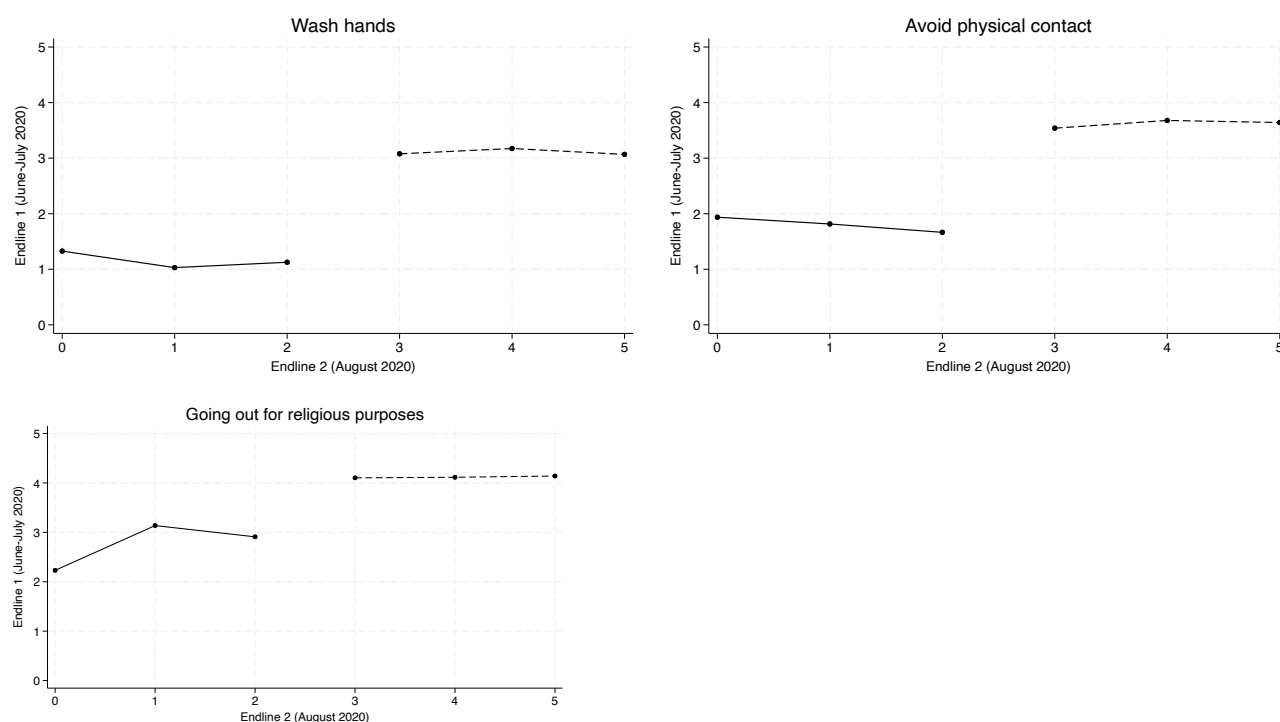 Wash hands
5
4
3
2
1
0
Endline 1 (June-July 2020)
0 1 2 3 4 5
Endline 2 (August 2020)
Avoid physical contact
5
4
3
2
1
0
Endline 1 (June-July 2020)
0 1 2 3 4 5
Endline 2 (August 2020)
Going out for religious purposes
5
4
3
2
1
0
Endline 1 (June-July 2020)
0 1 2 3 4 5
Endline 2 (August 2020)